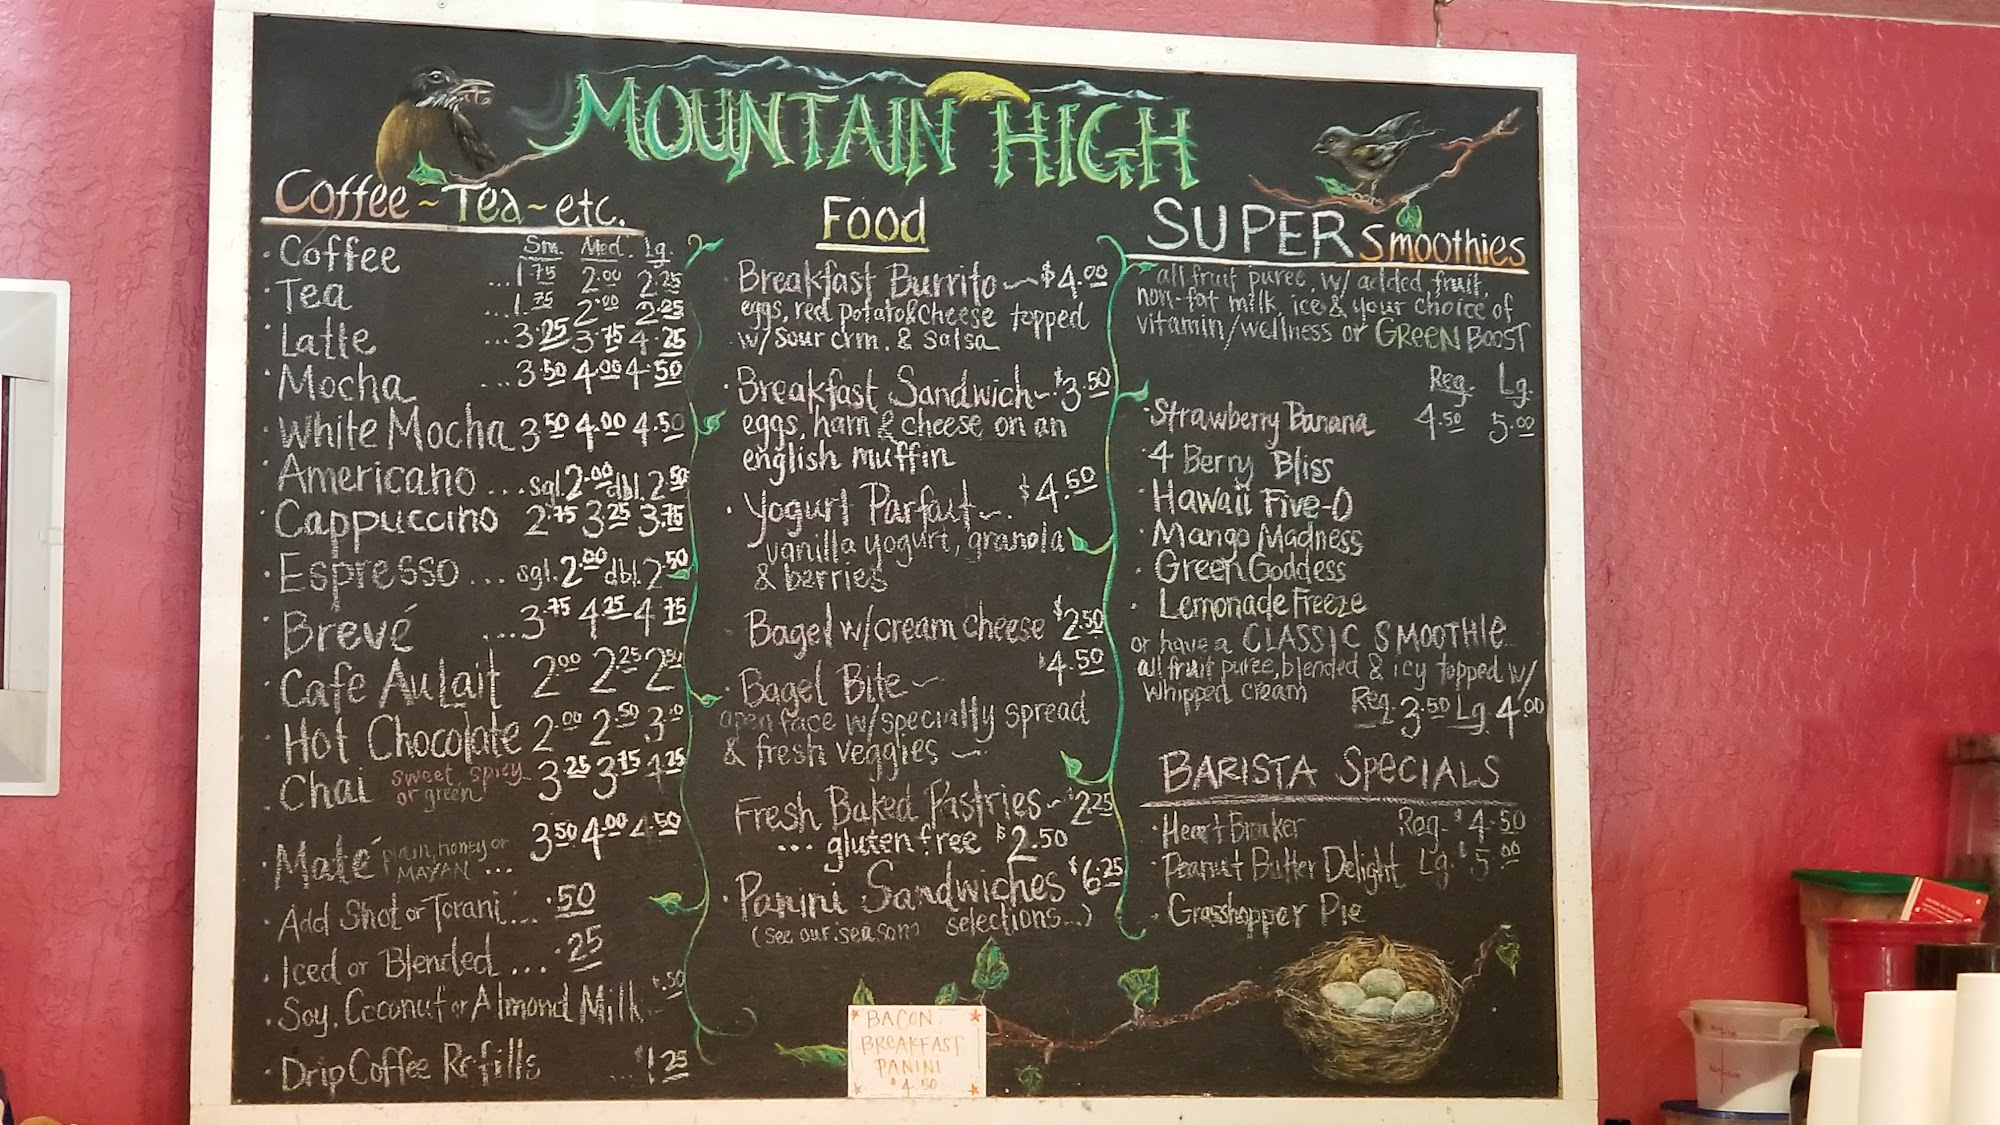 MOUNTAIN HIGH
Coffee ~ Tea ~ etc.
Sm. Med. Lg.
· Coffee ...1.75 2.00 2.25
· Tea ...1.75 2.00 2.25
· Latte ...3.25 3.75 4.25
· Mocha ...3.50 4.00 4.50
· White Mocha 3.50 4.00 4.50
· Americano ... sgl. 2.00 dbl. 2.50
· Cappuccino 2.75 3.25 3.75
· Espresso ... sgl. 2.00 dbl. 2.50
· Brevé ...3.75 4.25 4.75
· Cafe Au Lait 2.00 2.25 2.50
· Hot Chocolate 2.00 2.50
· Chai sweet, spicy 3.25 3.75 4.25
or green
· Maté plain, honey or 3.50 4.00 4.50
MAYAN ...
· Add Shot or Torani... .50
· Iced or Blended ... .25
· Soy, Coconut or Almond Milk .50
· Drip Coffee Refills ... $1.25
Food
· Breakfast Burrito ~ $4.00
eggs, red potato & cheese topped
w/ sour crm. & salsa
· Breakfast Sandwich ~ $3.50
eggs, ham & cheese on an
english muffin
· Yogurt Parfait ~ $4.50
vanilla yogurt, granola
& berries
Bagel w/cream cheese $2.50
· Bagel Bite ~ $4.50
open face w/specialty spread
& fresh veggies ~
Fresh Baked Pastries ~ $2.25
... gluten free $2.50
· Panini Sandwiches $6.25
(see our season selections...)
BACON
BREAKFAST
PANINI
$4.50
SUPER Smoothies
all fruit puree, w/ added fruit,
non-fat milk, ice & your choice of
vitamin/wellness or GREEN BOOST
Reg. Lg.
· Strawberry Banana 4.50 5.00
· 4 Berry Bliss
· Hawaii Five-O
· Mango Madness
· Green Goddess
· Lemonade Freeze
or have a CLASSIC SMOOTHIE...
all fruit puree, blended & icy topped w/
whipped cream Reg 3.50 Lg 4.00
BARISTA SPECIALS
· Heart Breaker Reg. $4.50
· Peanut Butter Delight Lg. $5.00
· Grasshopper Pie